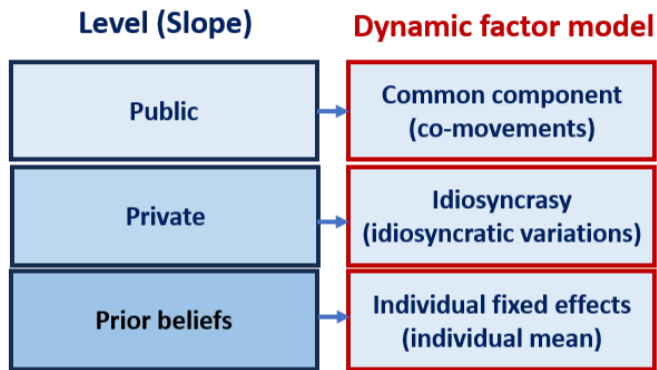 Level (Slope)
Dynamic factor model
Public
Common component
(co-movements)
Private
Idiosyncrasy
(idiosyncratic variations)
Prior beliefs
Individual fixed effects
(individual mean)